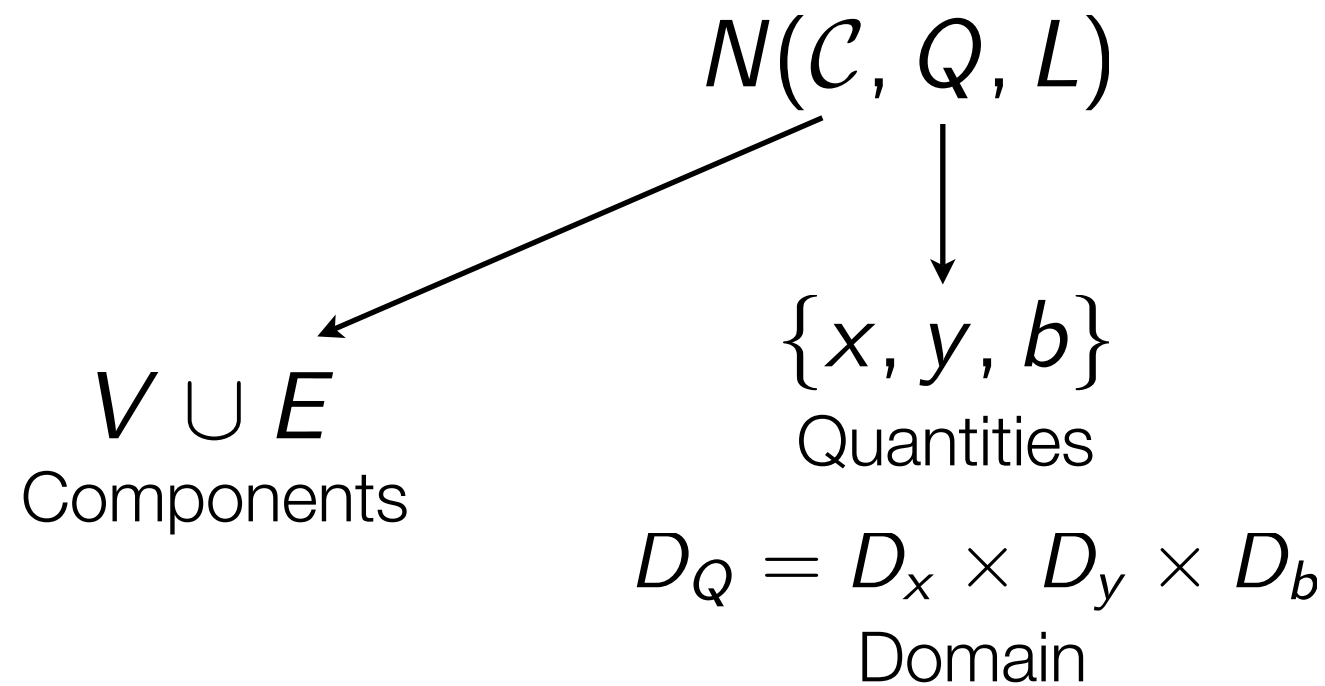 N(𝒞, Q, L)
{x, y, b}
Quantities
V ∪ E
Components
D_Q = D_x × D_y × D_b
Domain